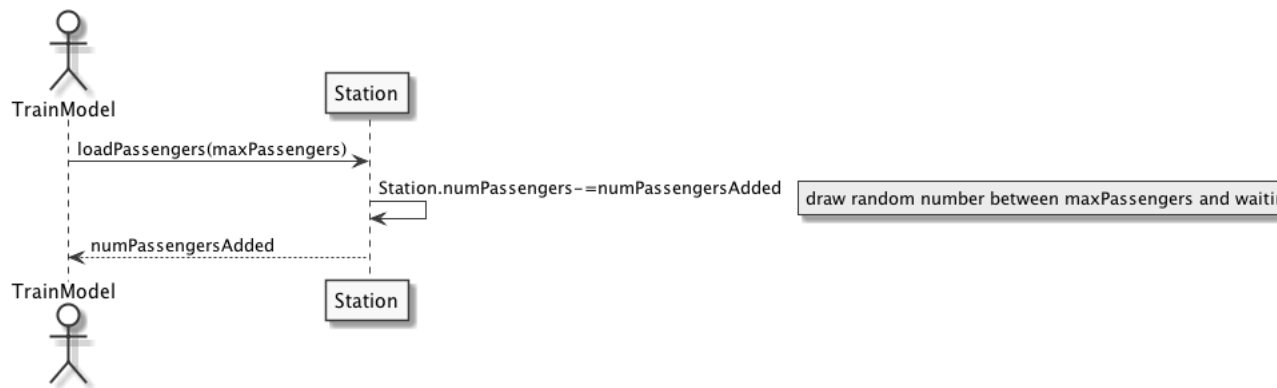 TrainModel
Station
loadPassengers(maxPassengers)
Station.numPassengers-=numPassengersAdded
draw random number between maxPassengers and
numPassengersAdded
TrainModel
Station